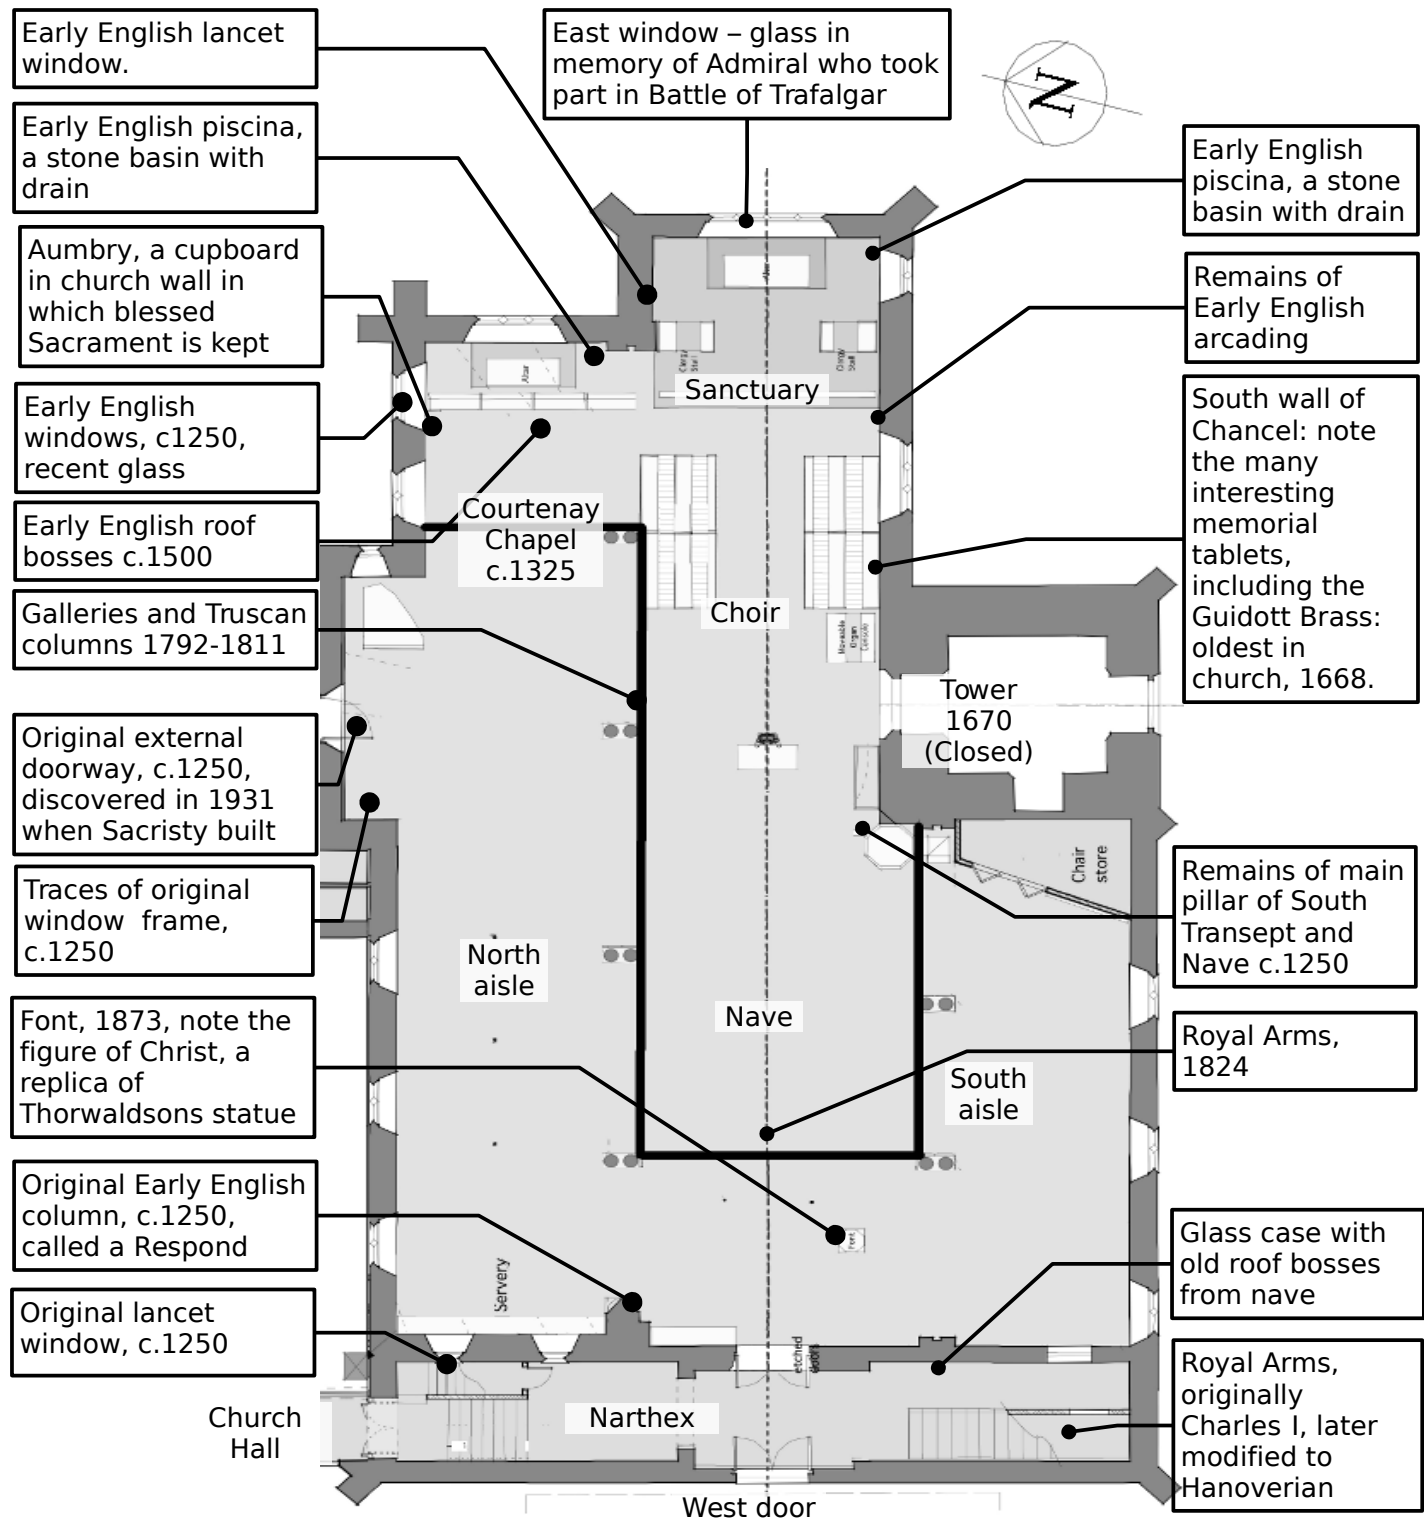 Early English lancet
window.
Early English piscina,
a stone basin with
drain
Aumbry, a cupboard
in church wall in
which blessed
Sacrament is kept
Early English
windows, c1250,
recent glass
Early English roof
bosses c.1500
Galleries and Truscan
columns 1792-1811
Original external
doorway, c.1250,
discovered in 1931
when Sacristy built
Traces of original
window frame,
c.1250
Font, 1873, note the
figure of Christ, a
replica of
Thorwaldsons statue
Original Early English
column, c.1250,
called a Respond
Original lancet
window, c.1250
East window – glass in
memory of Admiral who took
part in Battle of Trafalgar
N
Early English
piscina, a stone
basin with drain
Remains of
Early English
arcading
South wall of
Chancel: note
the many
interesting
memorial
tablets,
including the
Guidott Brass:
oldest in
church, 1668.
Remains of main
pillar of South
Transept and
Nave c.1250
Royal Arms,
1824
Glass case with
old roof bosses
from nave
Royal Arms,
originally
Charles I, later
modified to
Hanoverian
Altar
Altar
Clergy
Stall
Clergy
Stall
Sanctuary
Courtenay
Chapel
c.1325
Choir
Moveable
Organ
Console
Tower
1670
(Closed)
Chair
store
North
aisle
Nave
South
aisle
Font
Servery
etched
doors
Church
Hall
Narthex
West door